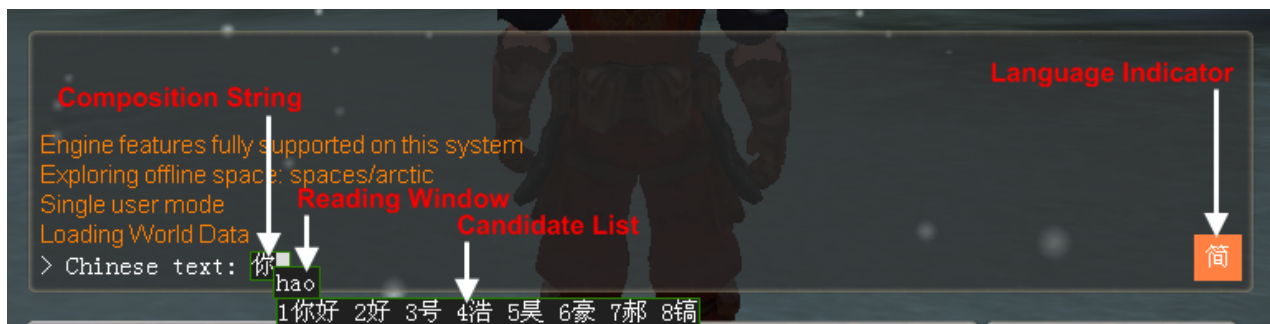 Language Indicator
Composition String
Engine features fully supported on this system
Exploring offline space: spaces/arctic
Reading Window
Single user mode
Candidate List
Loading World Data
> Chinese text: 你
简
hao
1你好 2好 3号 4浩 5昊 6豪 7郝 8镐